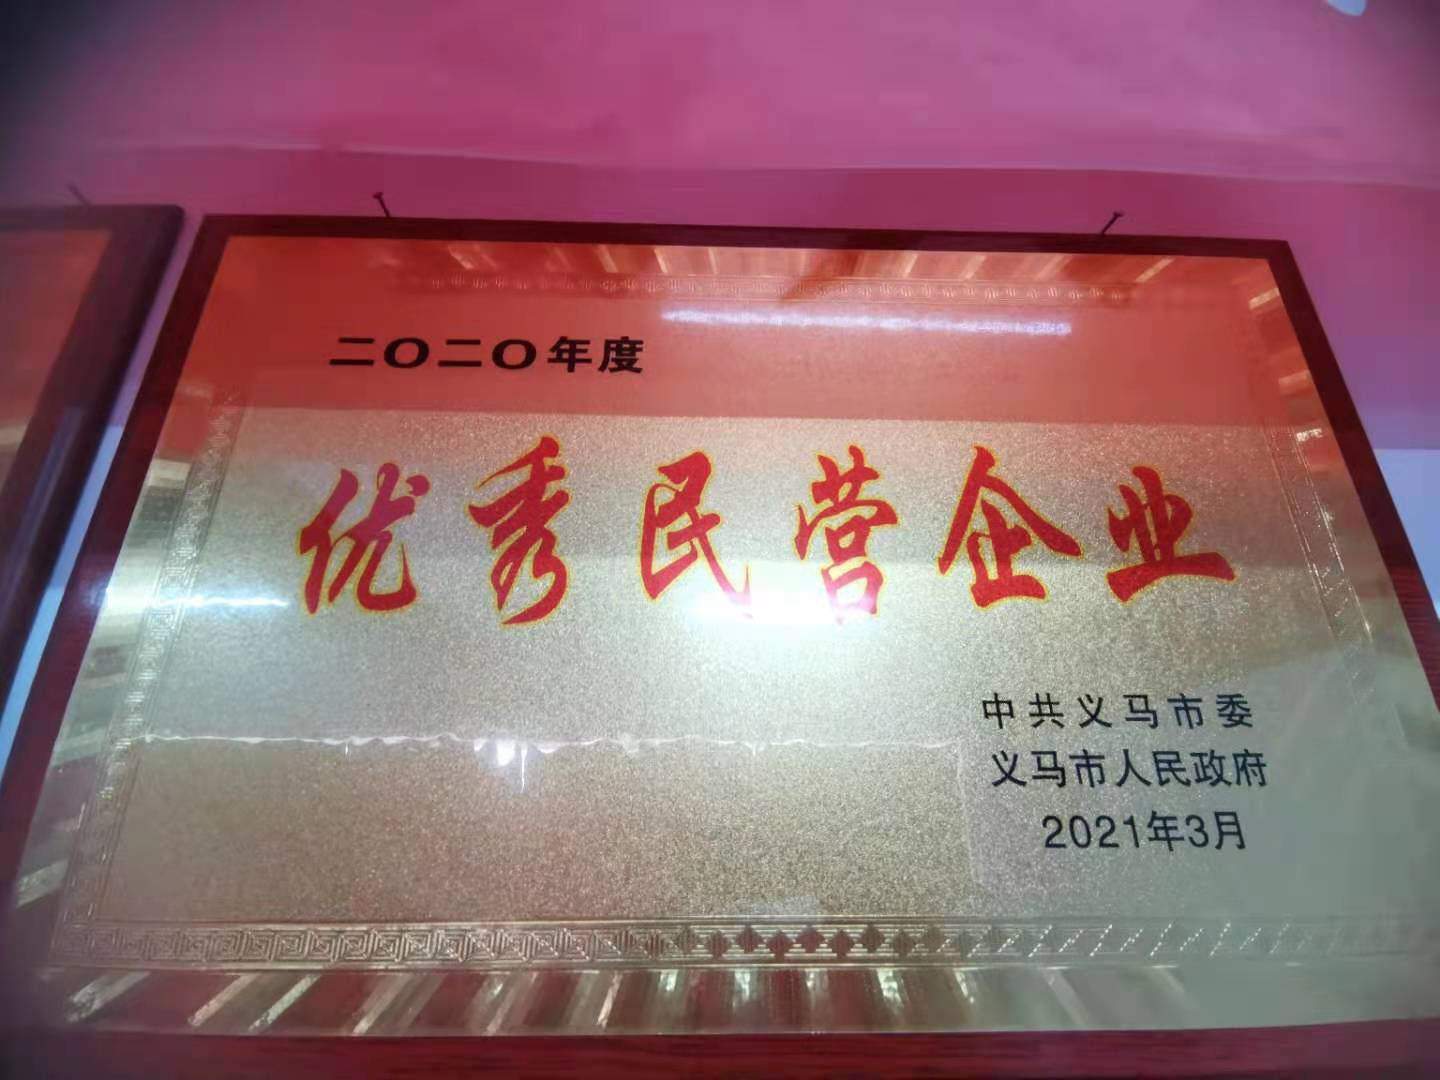 二〇二〇年度
优秀民营企业
中共义马市委
义马市人民政府
2021年3月